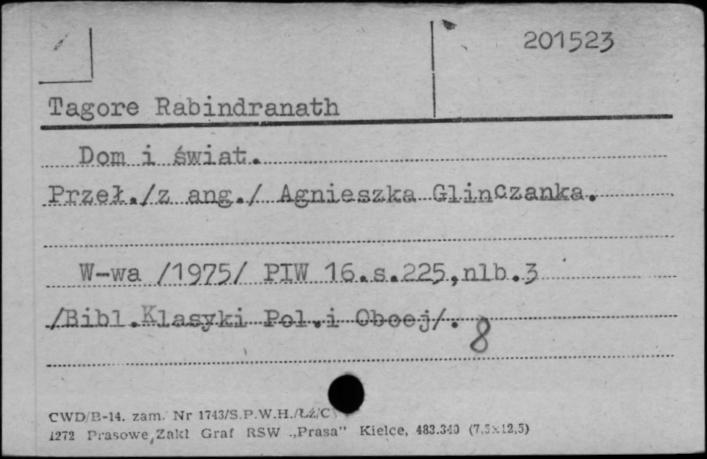 201523
Tagore Rabindranath
Dom i świat.
Przeł./z ang./ Agnieszka Glinczanka.
W-wa /1975/ PIW 16.s.225,nlb.3
/Bibl.Klasyki Pol.i Obcej/.
8
CWD/B-14. zam. Nr 1743/S.P.W.H./Łź/C
1272 Prasowe Zakł Graf RSW „Prasa" Kielce, 483.340 (7,5x12,5)